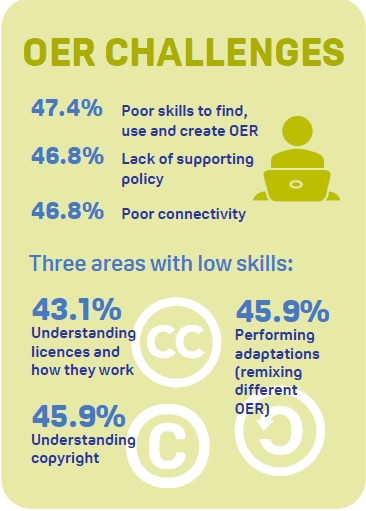 OER CHALLENGES
47.4%
Poor skills to find,
use and create OER
46.8%
Lack of supporting
policy
46.8%
Poor connectivity
Three areas with low skills:
43.1%
Understanding
licences and
how they work
45.9%
Performing
adaptations
(remixing
different
OER)
45.9%
Understanding
copyright
CC
C